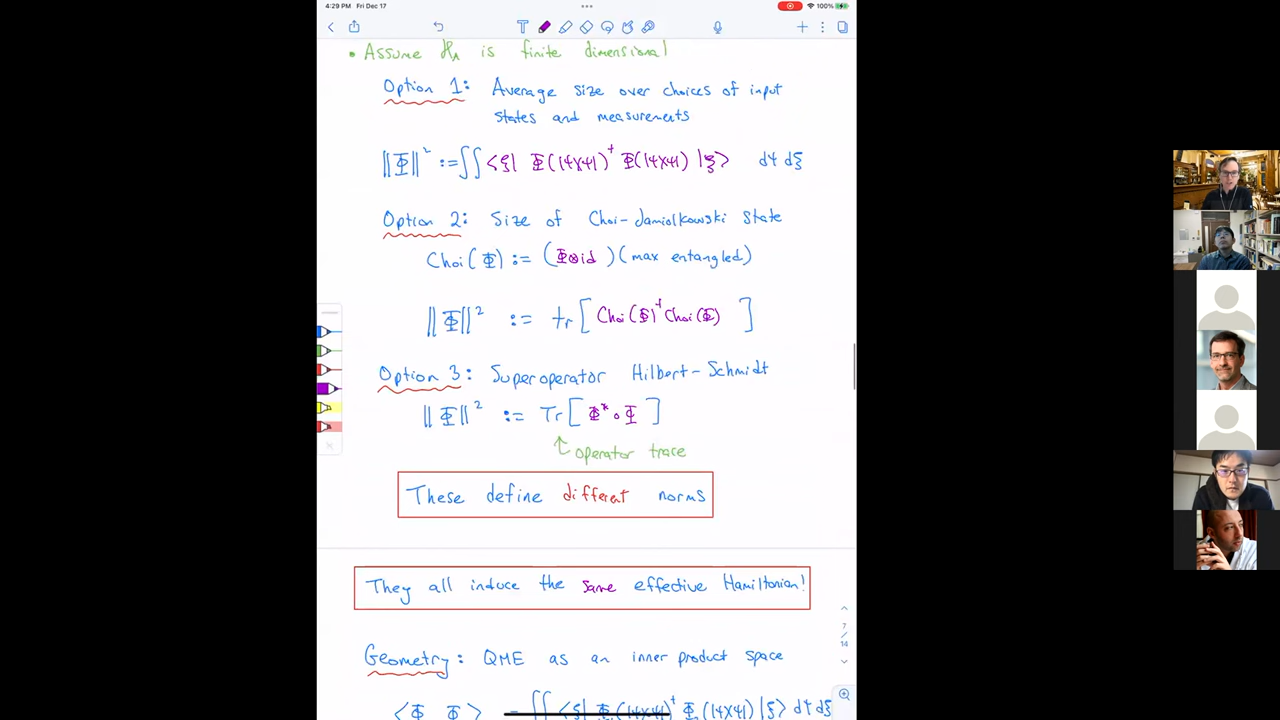 4:29 PM Fri Dec 17
100%
• Assume ℋ_A is finite dimensional
Option 1: Average size over choices of input
states and measurements
‖Φ‖² := ∫∫ <ξ| Φ(|ψ><ψ|)† Φ(|ψ><ψ|) |ξ> dψ dξ
Option 2: Size of Choi-Jamiolkowski State
Choi(Φ) := (Φ⊗id)(max entangled)
‖Φ‖² := tr[Choi(Φ)† Choi(Φ)]
Option 3: Superoperator Hilbert-Schmidt
‖Φ‖² := Tr[Φ* ∘ Φ]
↑ operator trace
These define different norms
They all induce the same effective Hamiltonian!
7
/
14
Geometry: QME as an inner product space